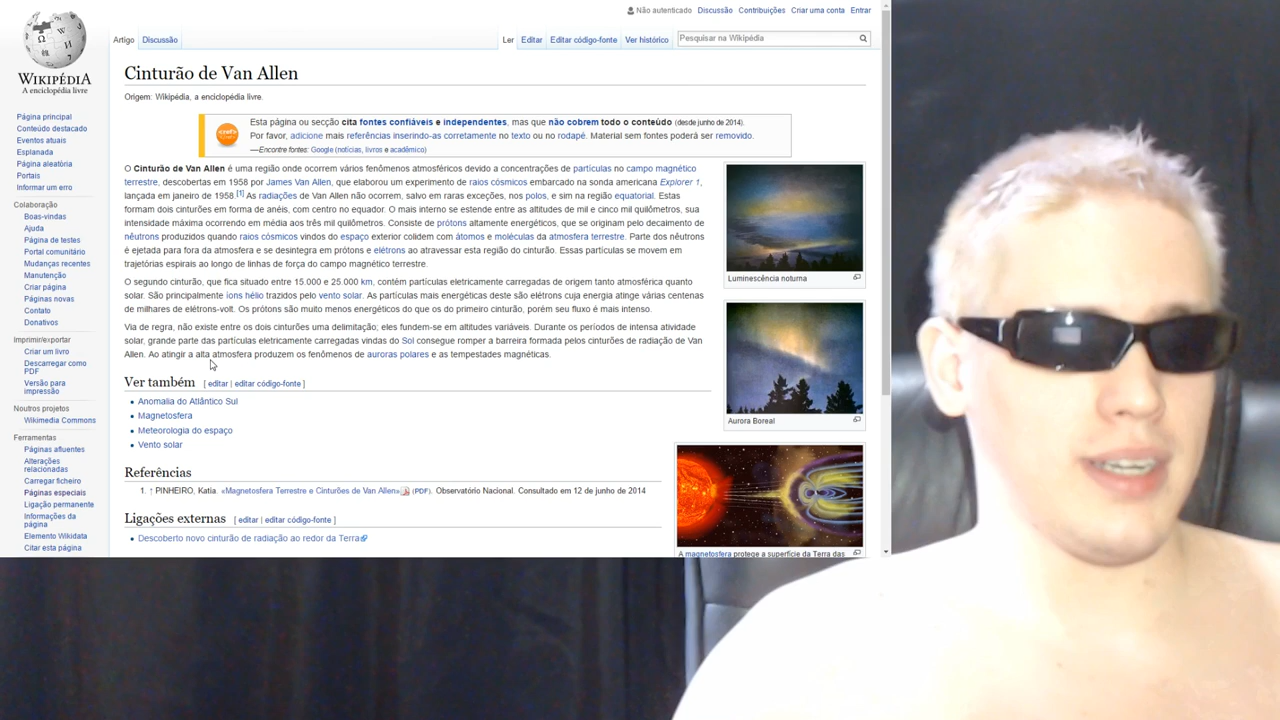 Não autenticado Discussão Contribuições Criar uma conta Entrar
Artigo Discussão Ler Editar Editar código-fonte Ver histórico Pesquisar na Wikipédia
WIKIPÉDIA
A enciclopédia livre
Página principal
Conteúdo destacado
Eventos atuais
Esplanada
Página aleatória
Portais
Informar um erro
Colaboração
Boas-vindas
Ajuda
Página de testes
Portal comunitário
Mudanças recentes
Manutenção
Criar página
Páginas novas
Contato
Donativos
Imprimir/exportar
Criar um livro
Descarregar como
PDF
Versão para
impressão
Noutros projetos
Wikimedia Commons
Ferramentas
Páginas afluentes
Alterações
relacionadas
Carregar ficheiro
Páginas especiais
Ligação permanente
Informações da
página
Elemento Wikidata
Citar esta página
Cinturão de Van Allen
Origem: Wikipédia, a enciclopédia livre.
Esta página ou secção cita fontes confiáveis e independentes, mas que não cobrem todo o conteúdo (desde junho de 2014).
Por favor, adicione mais referências inserindo-as corretamente no texto ou no rodapé. Material sem fontes poderá ser removido.
—Encontre fontes: Google (notícias, livros e acadêmico)
O Cinturão de Van Allen é uma região onde ocorrem vários fenômenos atmosféricos devido a concentrações de partículas no campo magnético
terrestre, descobertas em 1958 por James Van Allen, que elaborou um experimento de raios cósmicos embarcado na sonda americana Explorer 1,
lançada em janeiro de 1958.[1] As radiações de Van Allen não ocorrem, salvo em raras exceções, nos polos, e sim na região equatorial. Estas
formam dois cinturões em forma de anéis, com centro no equador. O mais interno se estende entre as altitudes de mil e cinco mil quilômetros, sua
intensidade máxima ocorrendo em média aos três mil quilometros. Consiste de prótons altamente energéticos, que se originam pelo decaimento de
nêutrons produzidos quando raios cósmicos vindos do espaço exterior colidem com átomos e moléculas da atmosfera terrestre. Parte dos nêutrons
é ejetada para fora da atmosfera e se desintegra em prótons e elétrons ao atravessar esta região do cinturão. Essas partículas se movem em
trajetórias espirais ao longo de linhas de força do campo magnético terrestre.
O segundo cinturão, que fica situado entre 15.000 e 25.000 km, contém partículas eletricamente carregadas de origem tanto atmosférica quanto
solar. São principalmente íons hélio trazidos pelo vento solar. As partículas mais energéticas deste são elétrons cuja energia atinge várias centenas
de milhares de elétrons-volt. Os prótons são muito menos energéticos do que os do primeiro cinturão, porém seu fluxo é mais intenso.
Via de regra, não existe entre os dois cinturões uma delimitação; eles fundem-se em altitudes variáveis. Durante os períodos de intensa atividade
solar, grande parte das partículas eletricamente carregadas vindas do Sol consegue romper a barreira formada pelos cinturões de radiação de Van
Allen. Ao atingir a alta atmosfera produzem os fenômenos de auroras polares e as tempestades magnéticas.
Luminescência noturna
Aurora Boreal
A magnetosfera protege a superfície da Terra das
Ver também [ editar | editar código-fonte ]
Anomalia do Atlântico Sul
Magnetosfera
Meteorologia do espaço
Vento solar
Referências
1. ↑ PINHEIRO, Katia. «Magnetosfera Terrestre e Cinturões de Van Allen» (PDF). Observatório Nacional. Consultado em 12 de junho de 2014
Ligações externas [ editar | editar código-fonte ]
Descoberto novo cinturão de radiação ao redor da Terra